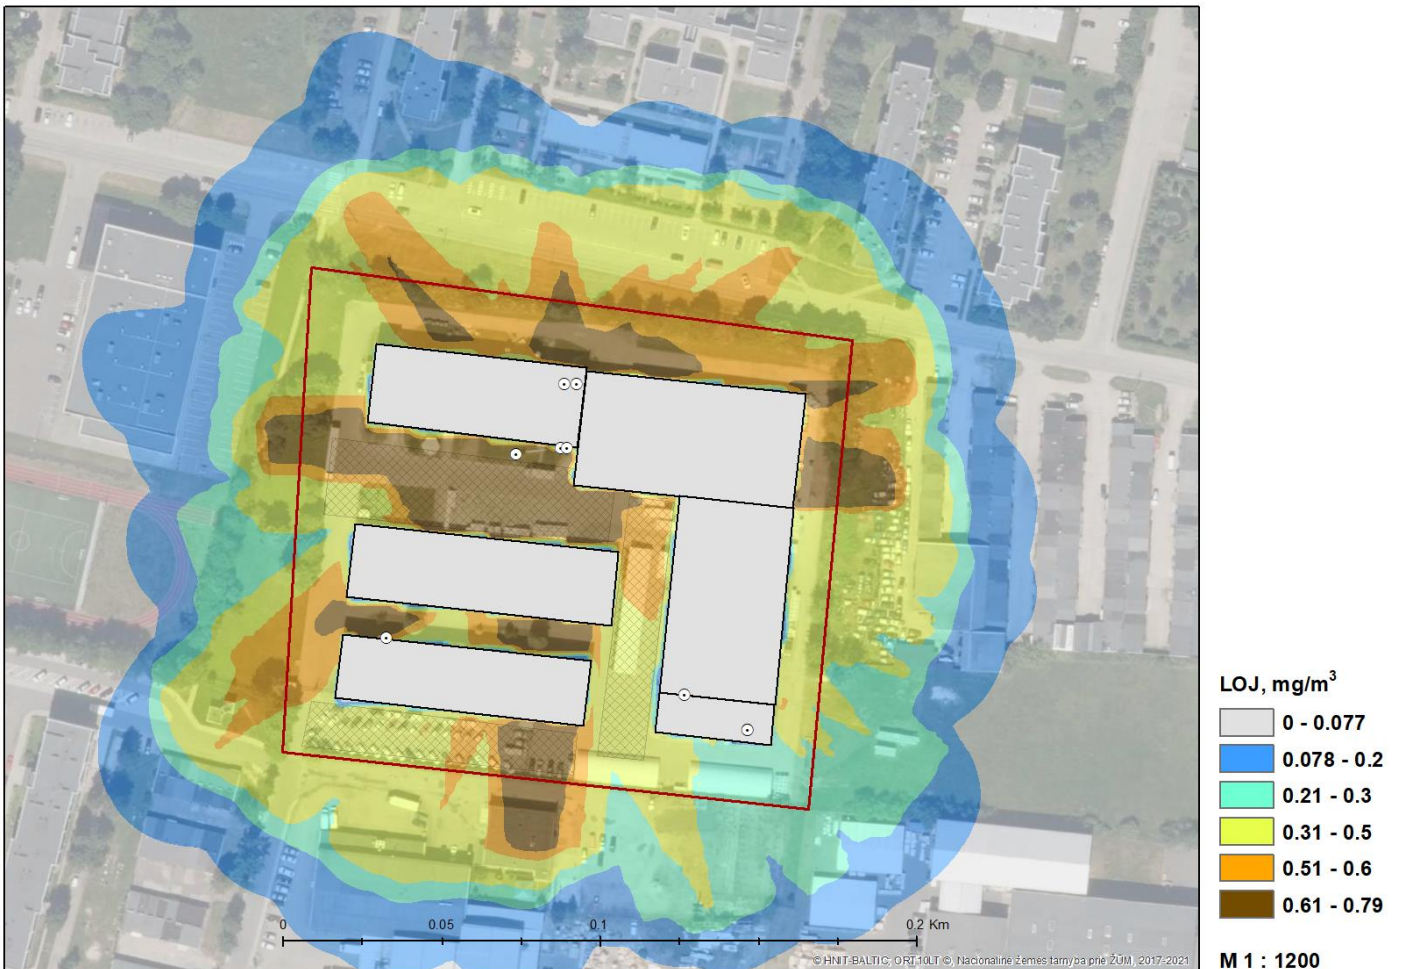 LOJ, mg/m³
0 - 0.077
0.078 - 0.2
0.21 - 0.3
0.31 - 0.5
0.51 - 0.6
0.61 - 0.79
M 1 : 1200
0 0.05 0.1 0.2 Km
© HNIT-BALTIC; ORT10LT ©, Nacionalinė žemės tarnyba prie ŽŪM, 2017-2021